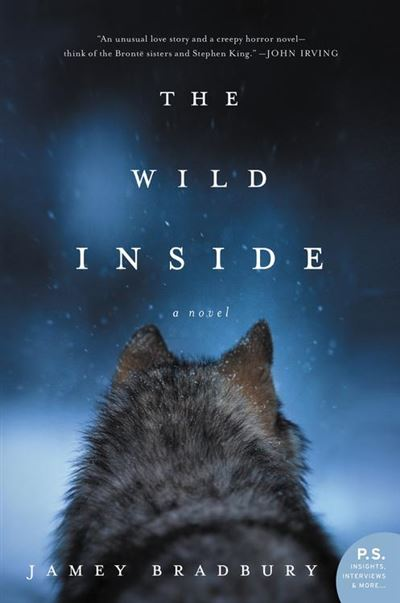 "An unusual love story and a creepy horror novel—
think of the Brontë sisters and Stephen King." —JOHN IRVING
THE
WILD
INSIDE
a novel
JAMEY BRADBURY
P.S.
INSIGHTS,
INTERVIEWS
& MORE...